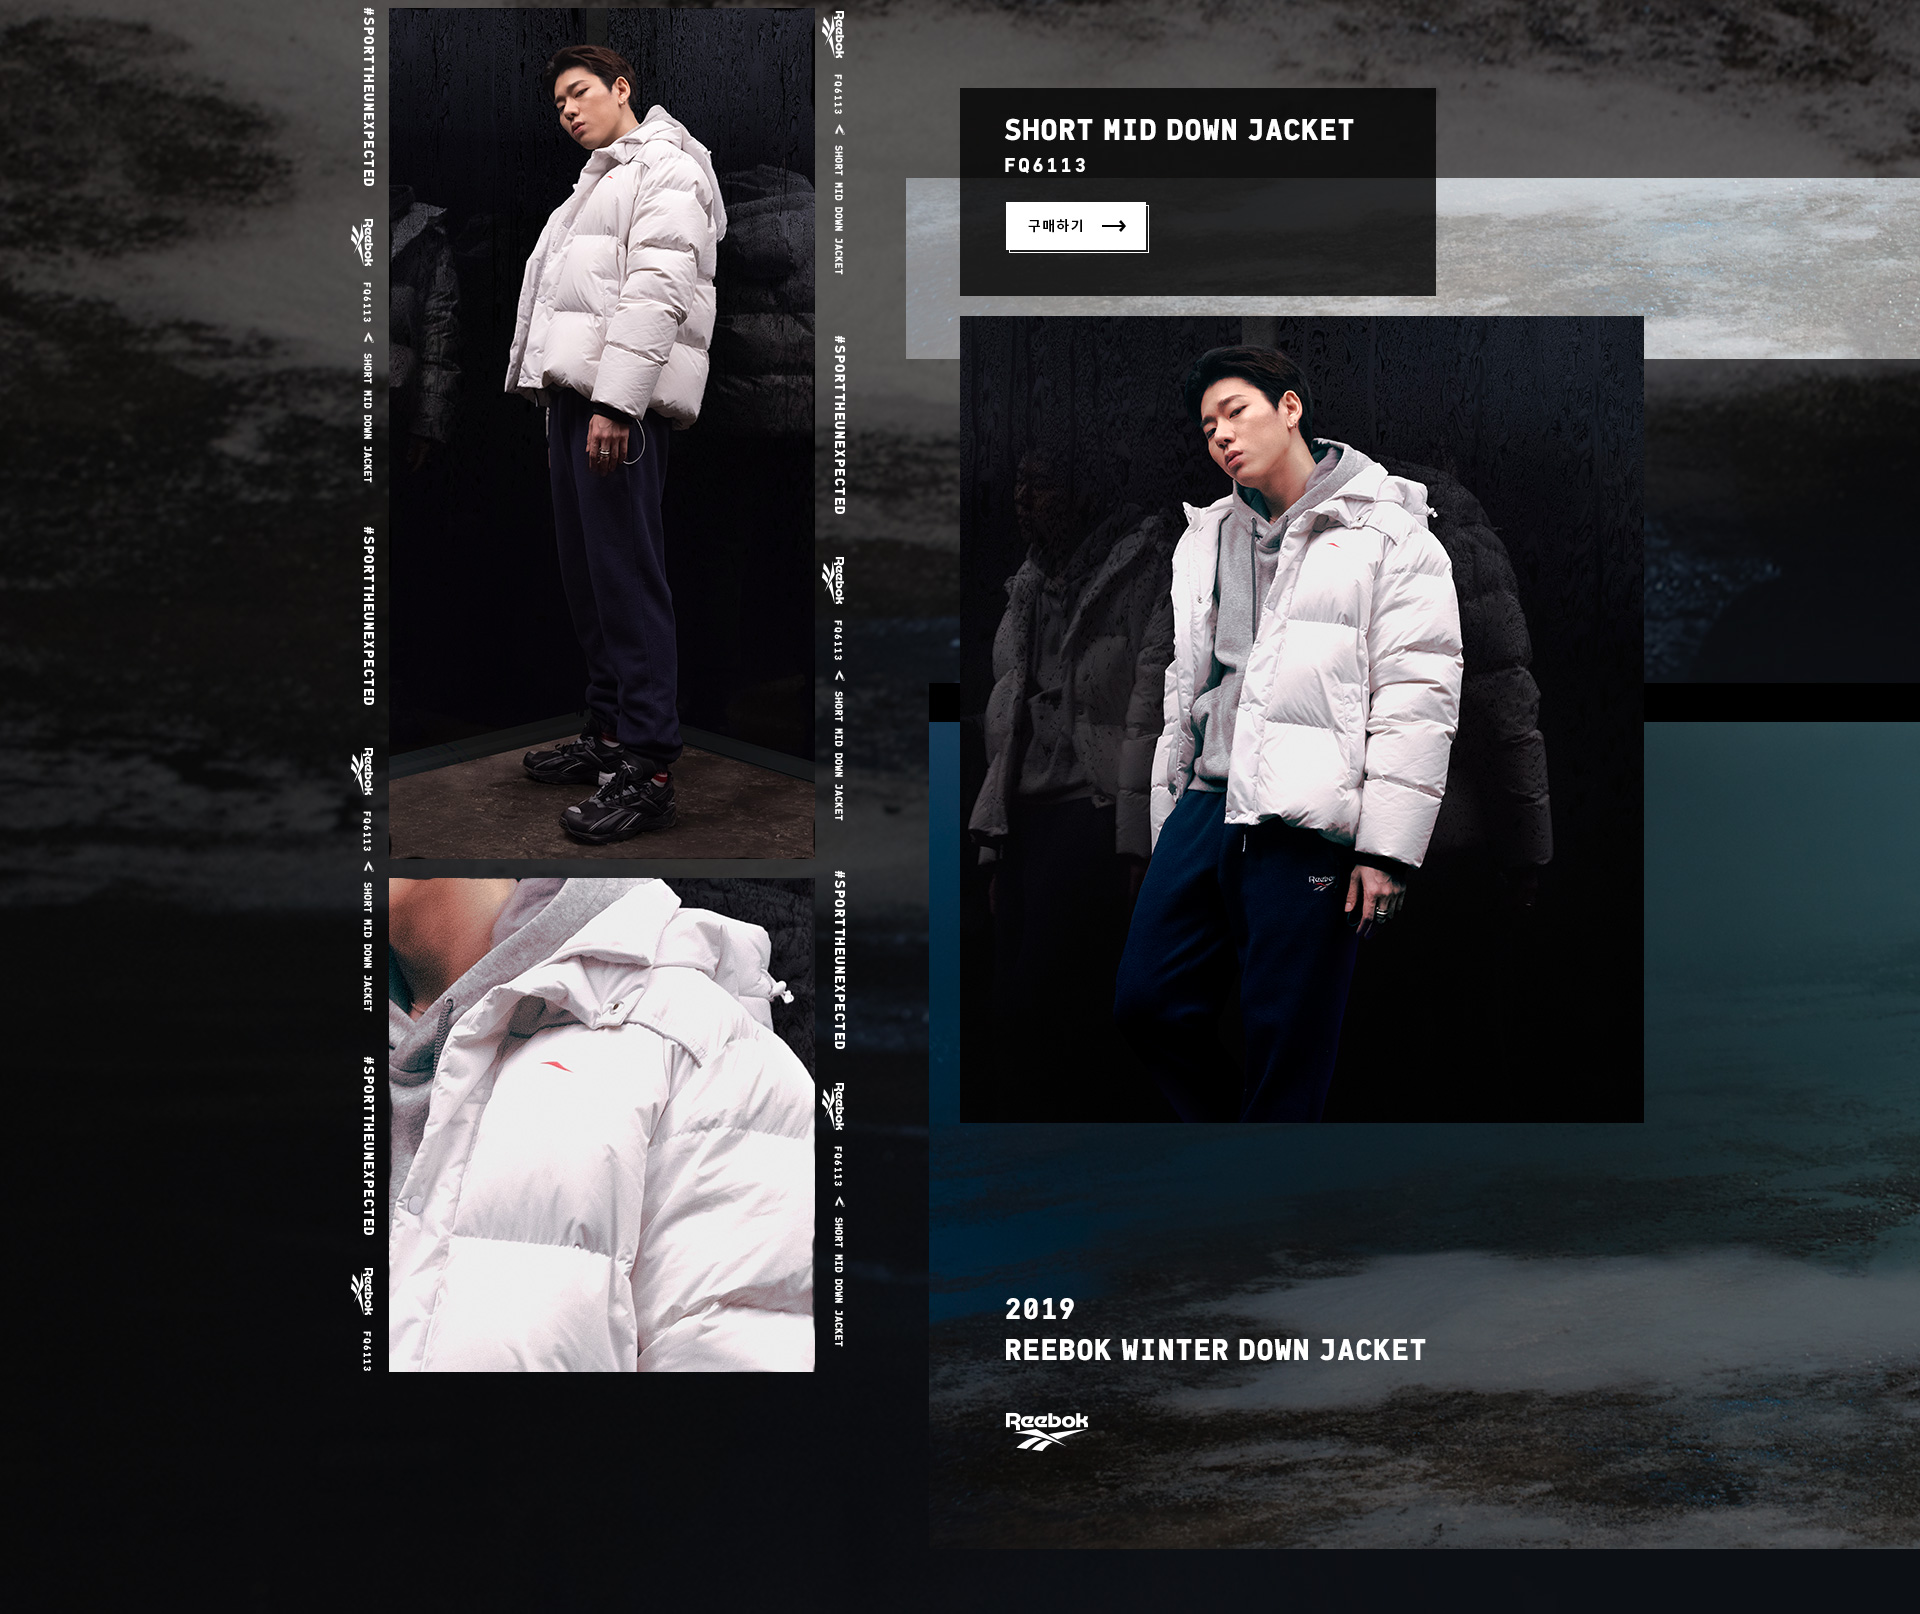 #SPORTTHEUNEXPECTED
Reebok
FQ6113 < SHORT MID DOWN JACKET
#SPORTTHEUNEXPECTED
Reebok
FQ6113 < SHORT MID DOWN JACKET
#SPORTTHEUNEXPECTED
Reebok
FQ6113
Reebok
FQ6113 < SHORT MID DOWN JACKET
#SPORTTHEUNEXPECTED
Reebok
FQ6113 < SHORT MID DOWN JACKET
#SPORTTHEUNEXPECTED
Reebok
FQ6113 < SHORT MID DOWN JACKET
SHORT MID DOWN JACKET
FQ6113
구매하기 →
Reebok
2019
REEBOK WINTER DOWN JACKET
Reebok